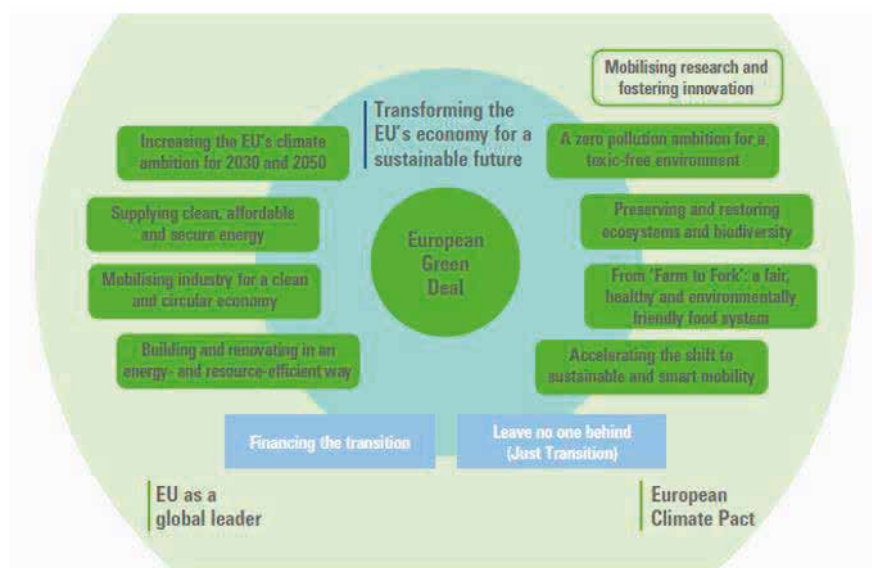 Mobilising research and
fostering innovation
Transforming the
EU's economy for a
sustainable future
Increasing the EU's climate
ambition for 2030 and 2050
A zero pollution ambition for a
toxic-free environment
Supplying clean, affordable
and secure energy
Preserving and restoring
ecosystems and biodiversity
European
Green
Deal
Mobilising industry for a clean
and circular economy
From 'Farm to Fork': a fair,
healthy and environmentally
friendly food system
Building and renovating in an
energy- and resource-efficient way
Accelerating the shift to
sustainable and smart mobility
Financing the transition
Leave no one behind
(Just Transition)
EU as a
global leader
European
Climate Pact